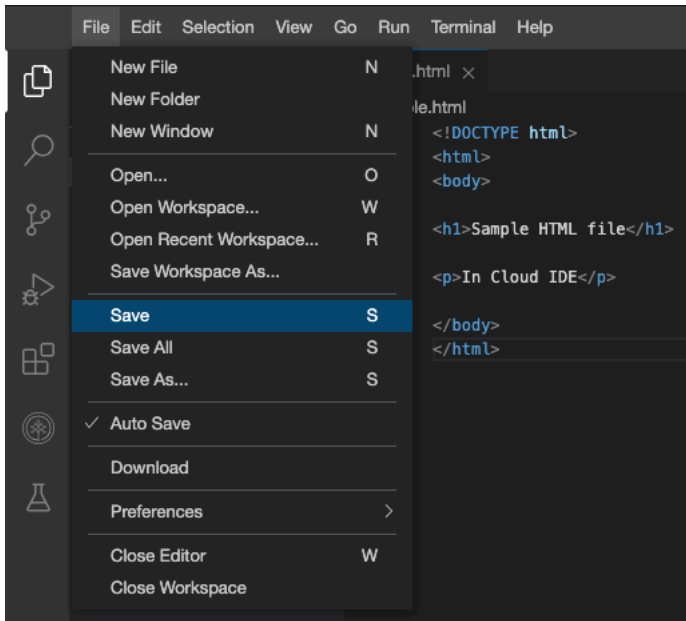 File Edit Selection View Go Run Terminal Help
New File N
New Folder
New Window N
Open... O
Open Workspace... W
Open Recent Workspace... R
Save Workspace As...
Save S
Save All S
Save As... S
✓ Auto Save
Download
Preferences >
Close Editor W
Close Workspace
.html ×
le.html
<!DOCTYPE html>
<html>
<body>
<h1>Sample HTML file</h1>
<p>In Cloud IDE</p>
</body>
</html>